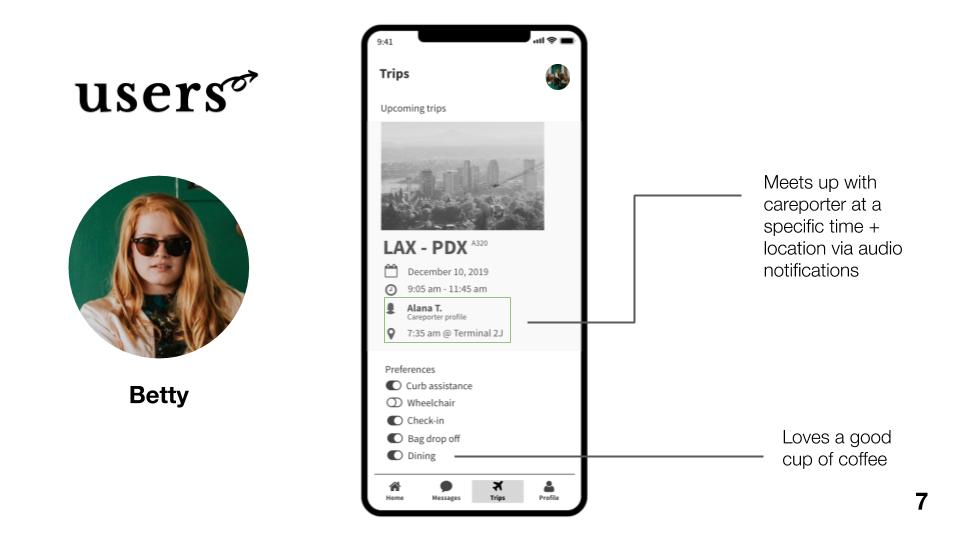 users
Betty
9:41
Trips
Upcoming trips
LAX - PDX A320
December 10, 2019
9:05 am - 11:45 am
Alana T.
Careporter profile
7:35 am @ Terminal 2J
Preferences
Curb assistance
Wheelchair
Check-in
Bag drop off
Dining
Home
Messages
Trips
Profile
Meets up with
careporter at a
specific time +
location via audio
notifications
Loves a good
cup of coffee
7